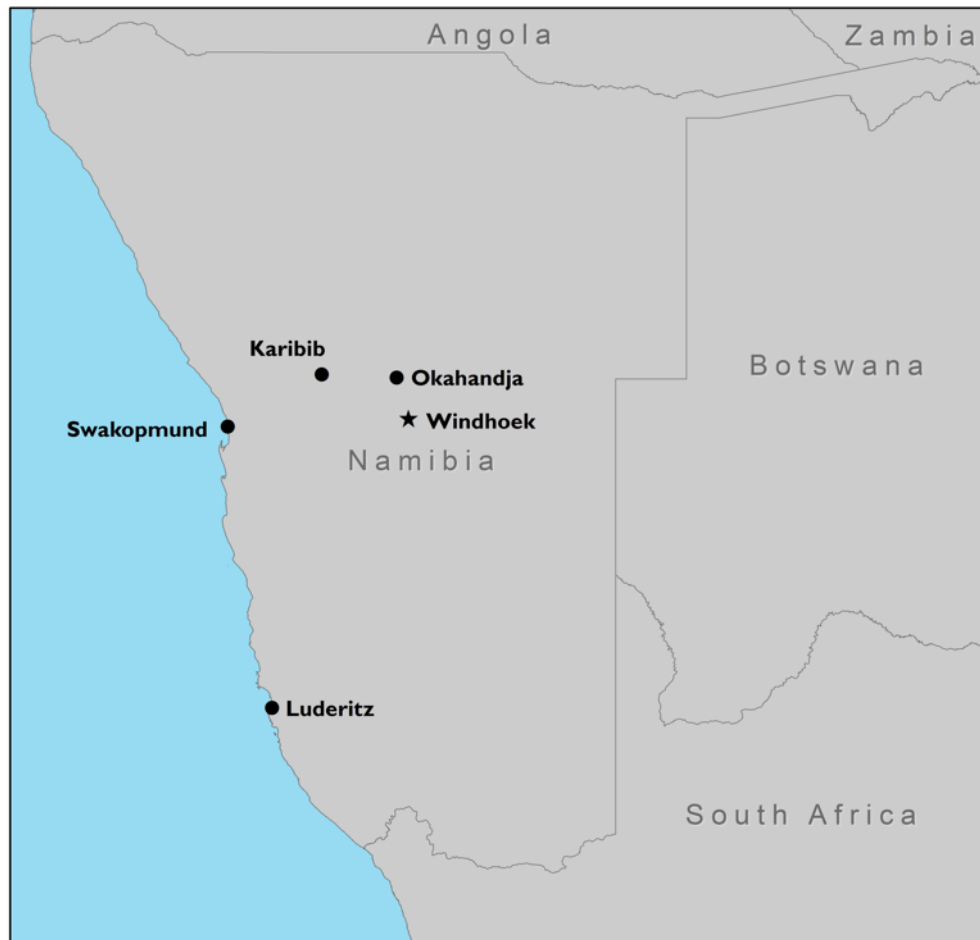 Angola
Zambia
Karibib
Botswana
Okahandja
Windhoek
Swakopmund
Namibia
Luderitz
South Africa